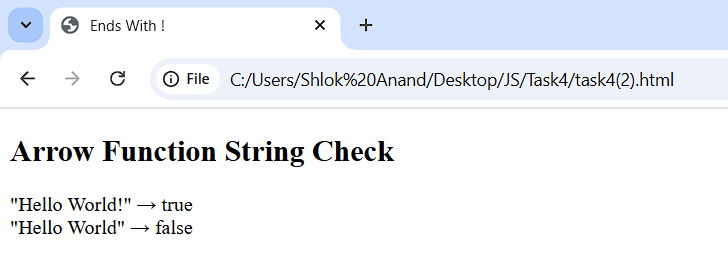 Ends With !
File
C:/Users/Shlok%20Anand/Desktop/JS/Task4/task4(2).html
Arrow Function String Check
"Hello World!" → true
"Hello World" → false